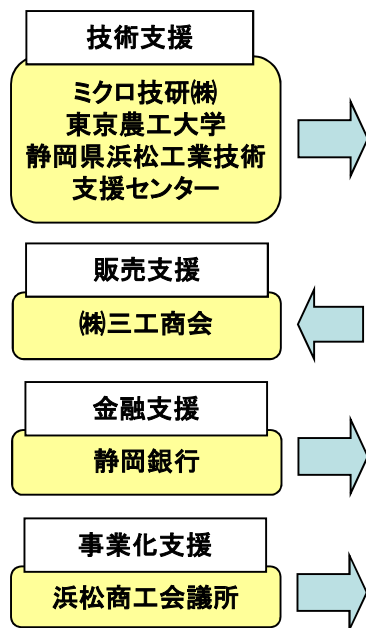 技術支援
ミクロ技研㈱
東京農工大学
静岡県浜松工業技術
支援センター
販売支援
㈱三工商会
金融支援
静岡銀行
事業化支援
浜松商工会議所